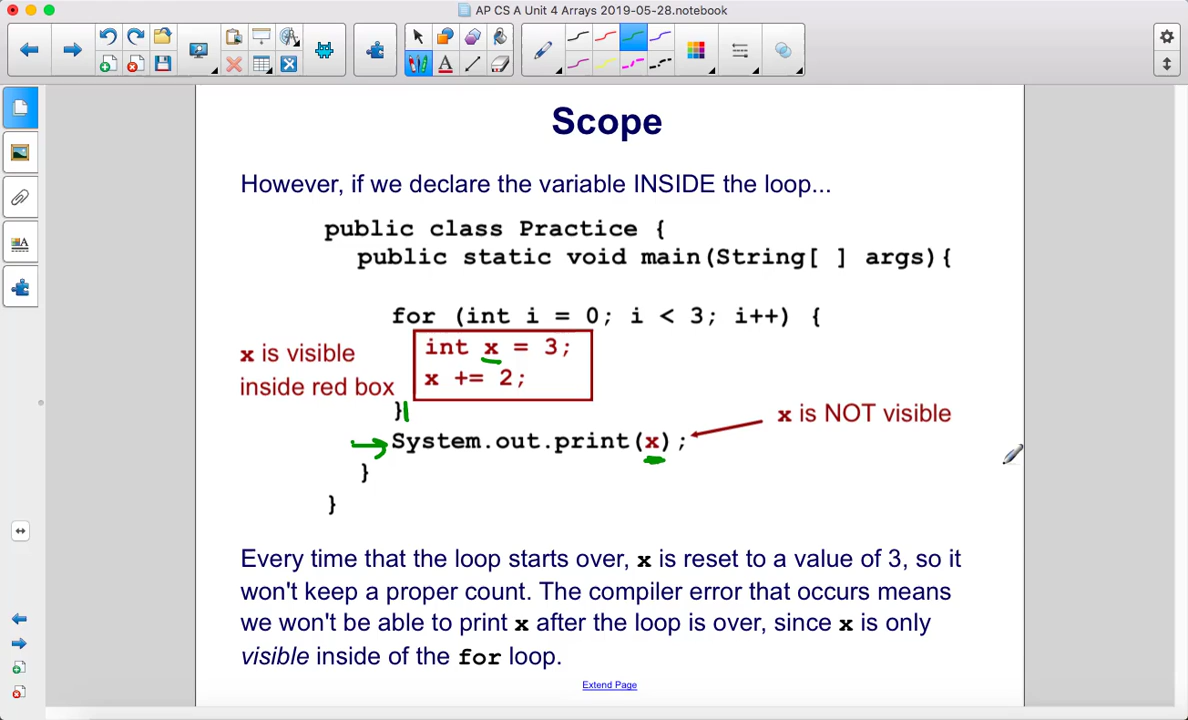 AP CS A Unit 4 Arrays 2019-05-28.notebook
Scope
However, if we declare the variable INSIDE the loop...
public class Practice {
public static void main(String[ ] args){
for (int i = 0; i < 3; i++) {
int x = 3;
x += 2;
x is visible
inside red box
}
x is NOT visible
System.out.print(x);
}
}
Every time that the loop starts over, x is reset to a value of 3, so it
won't keep a proper count. The compiler error that occurs means
we won't be able to print x after the loop is over, since x is only
visible inside of the for loop.
Extend Page